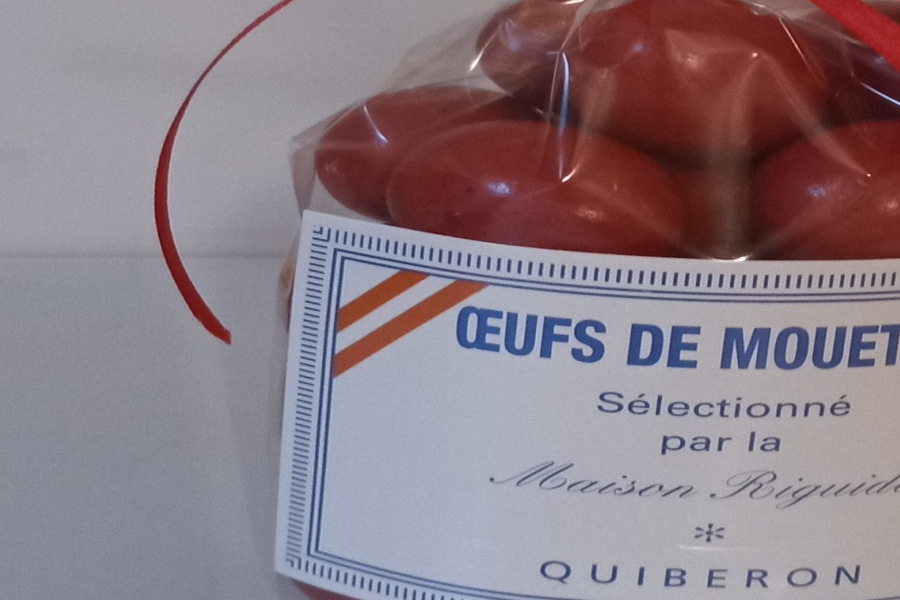 ŒUFS DE MOUET
Sélectionné
par la
Maison Riguid
QUIBERON